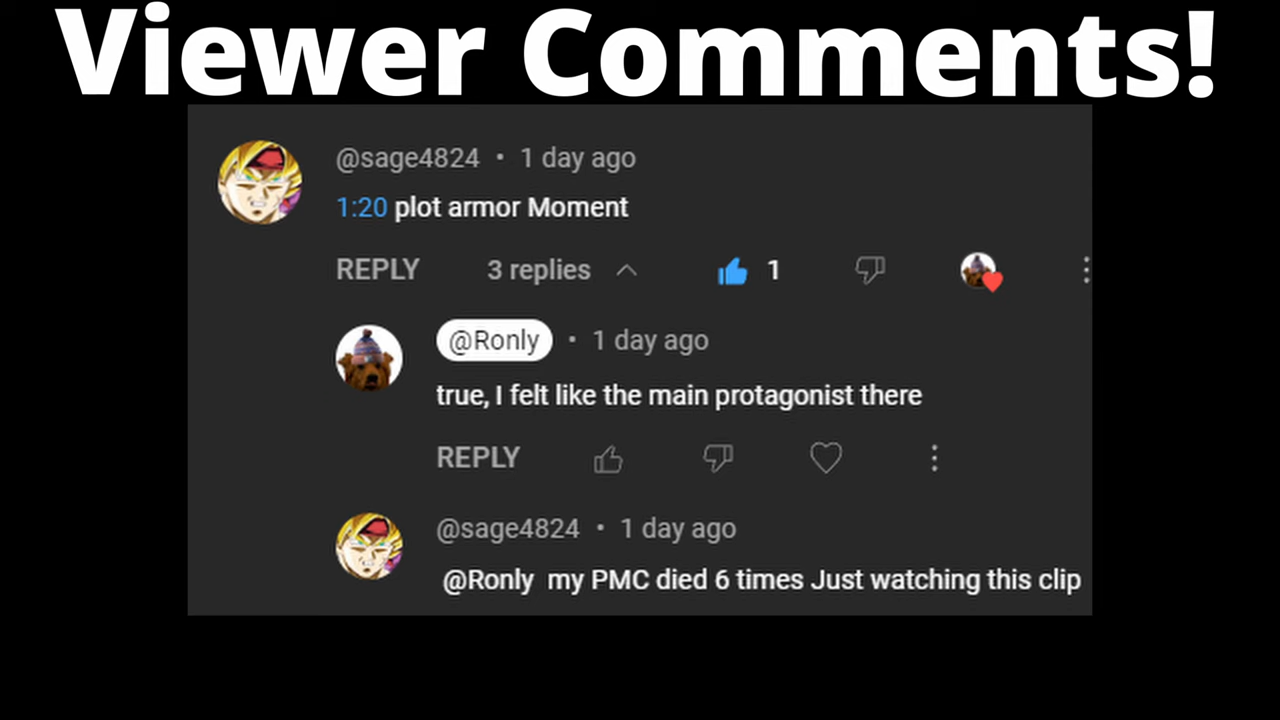 Viewer Comments!
@sage4824 • 1 day ago
1:20 plot armor Moment
REPLY 3 replies 1
@Ronly • 1 day ago
true, I felt like the main protagonist there
REPLY
@sage4824 • 1 day ago
@Ronly my PMC died 6 times Just watching this clip